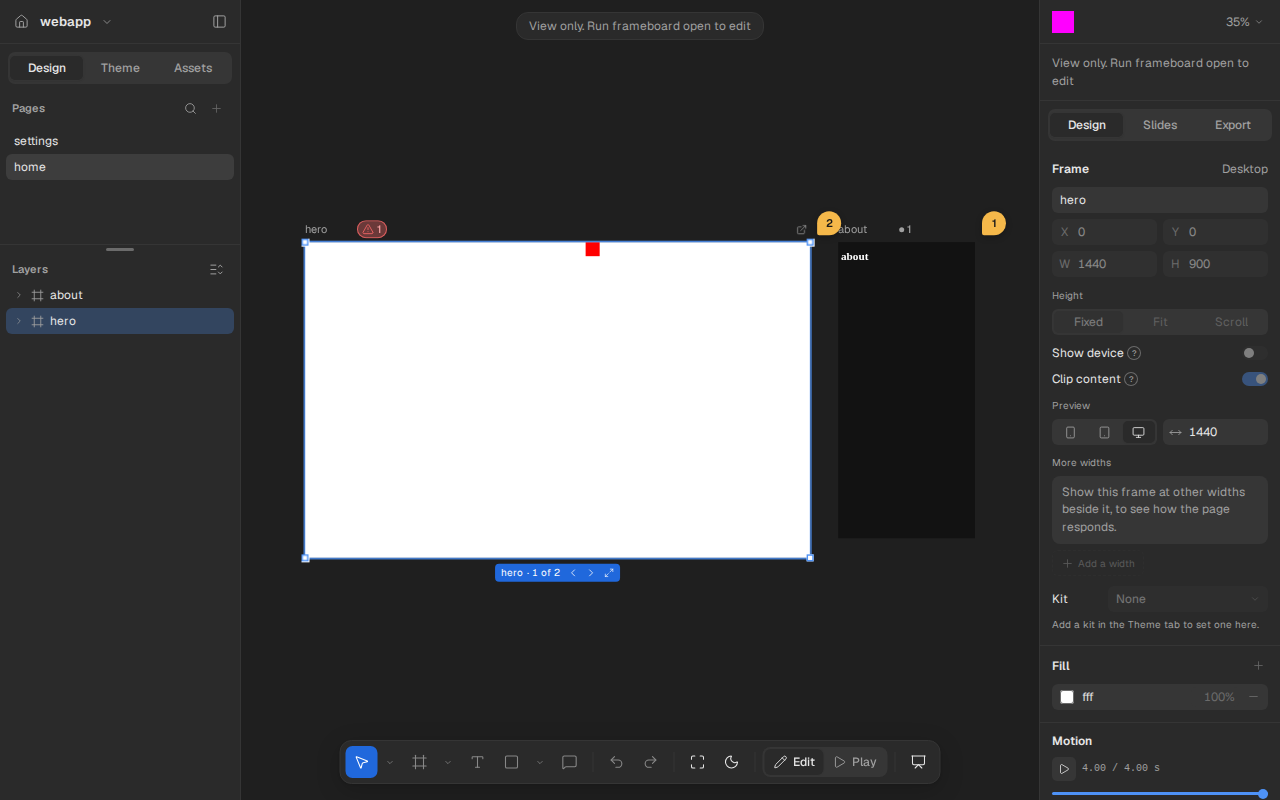 webapp
Design
Theme
Assets
Pages
settings
home
Layers
about
hero
View only. Run frameboard open to edit
hero
1
2
about
1
1
about
hero - 1 of 2
Edit
Play
35%
View only. Run frameboard open to
edit
Design
Slides
Export
Frame
Desktop
hero
X 0
Y 0
W 1440
H 900
Height
Fixed
Fit
Scroll
Show device ?
Clip content ?
Preview
1440
More widths
Show this frame at other widths
beside it, to see how the page
responds.
Add a width
Kit
None
Add a kit in the Theme tab to set one here.
Fill
fff
100%
Motion
4.00 / 4.00 s